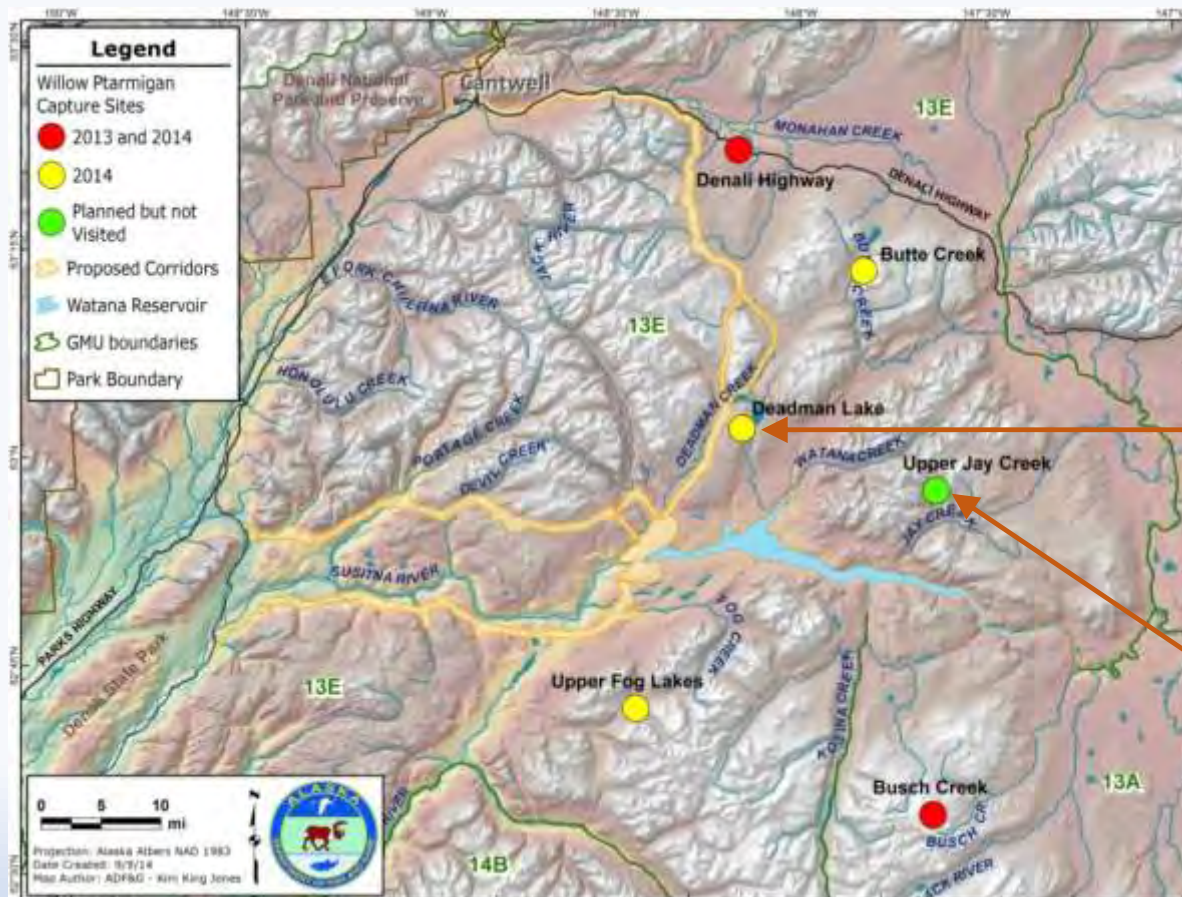 Legend
Willow Ptarmigan
Capture Sites
2013 and 2014
2014
Planned but not
Visited
Proposed Corridors
Watana Reservoir
GMU boundaries
Park Boundary
150°W
149°W
148°W
Denali National
Park and Preserve
Cantwell
13E
MONAHAN CREEK
Denali Highway
DENALI HIGHWAY
JACK RIVER
Butte Creek
CREEK
13E
HONOLULU CREEK
DEADMAN CREEK
Deadman Lake
PORTAGE CREEK
DEVIL CREEK
WATANA CREEK
Upper Jay Creek
JAY CREEK
SUSITNA RIVER
PARKS HIGHWAY
Denali State Park
FOG CREEK
13E
Upper Fog Lakes
13A
Busch Creek
BUSCH CR
14B
RIVER
0 5 10
mi
N
ALASKA
Projection: Alaska Albers NAD 1983
Date Created: 9/9/14
Map Author: ADF&G - Kim King Jones